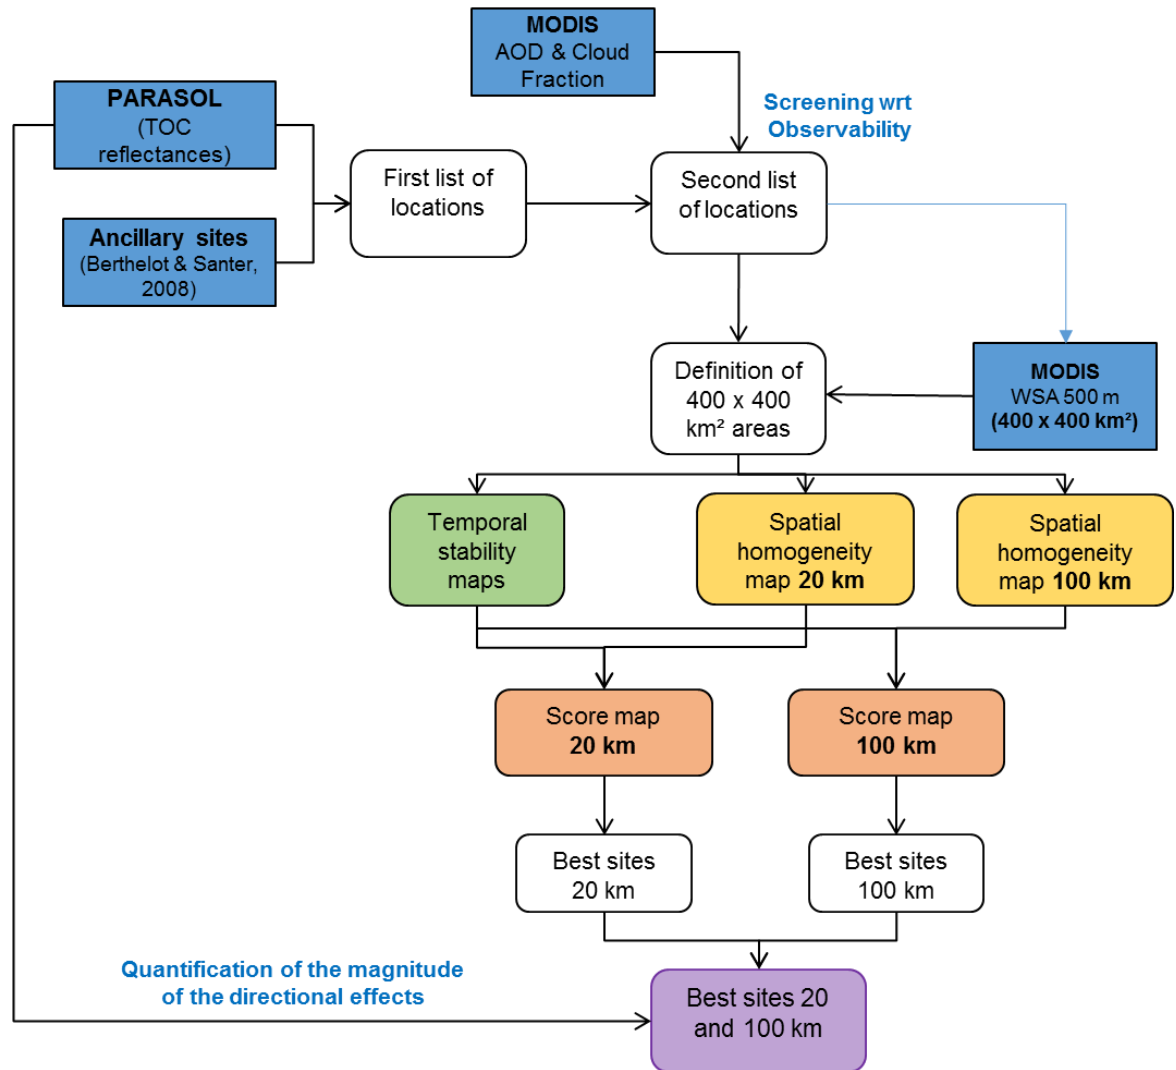 MODIS
AOD & Cloud
Fraction
PARASOL
(TOC
reflectances)
Screening wrt
Observability
First list of
locations
Second list
of locations
Ancillary sites
(Berthelot & Santer,
2008)
Definition of
400 x 400
km² areas
MODIS
WSA 500 m
(400 x 400 km²)
Temporal
stability
maps
Spatial
homogeneity
map 20 km
Spatial
homogeneity
map 100 km
Score map
20 km
Score map
100 km
Best sites
20 km
Best sites
100 km
Quantification of the magnitude
of the directional effects
Best sites 20
and 100 km